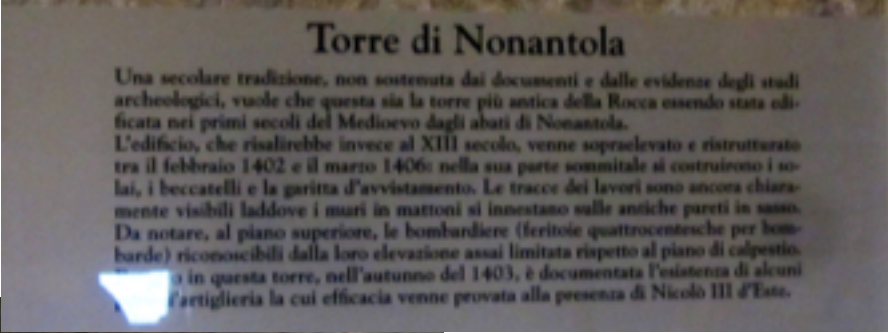 Torre di Nonantola
Una secolare tradizione, non sostenuta dai documenti e dalle evidenze degli studi
archeologici, vuole che questa sia la torre più antica della Rocca essendo stata edi-
ficata nei primi secoli del Medioevo dagli abati di Nonantola.
L'edificio, che risalirebbe invece al XIII secolo, venne sopraelevato e ristrutturato
tra il febbraio 1402 e il marzo 1406: nella sua parte sommitale si costruirono i so-
lai, i beccatelli e la garitta d'avvistamento. Le tracce dei lavori sono ancora chiara-
mente visibili laddove i muri in mattoni si innestano sulle antiche pareti in sasso.
Da notare, al piano superiore, le bombardiere (feritoie quattrocentesche per bom-
barde) riconoscibili dalla loro elevazione assai limitata rispetto al piano di calpestio.
in questa torre, nell'autunno del 1403, è documentata l'esistenza di alcuni
d'artiglieria la cui efficacia venne provata alla presenza di Nicolò III d'Este.